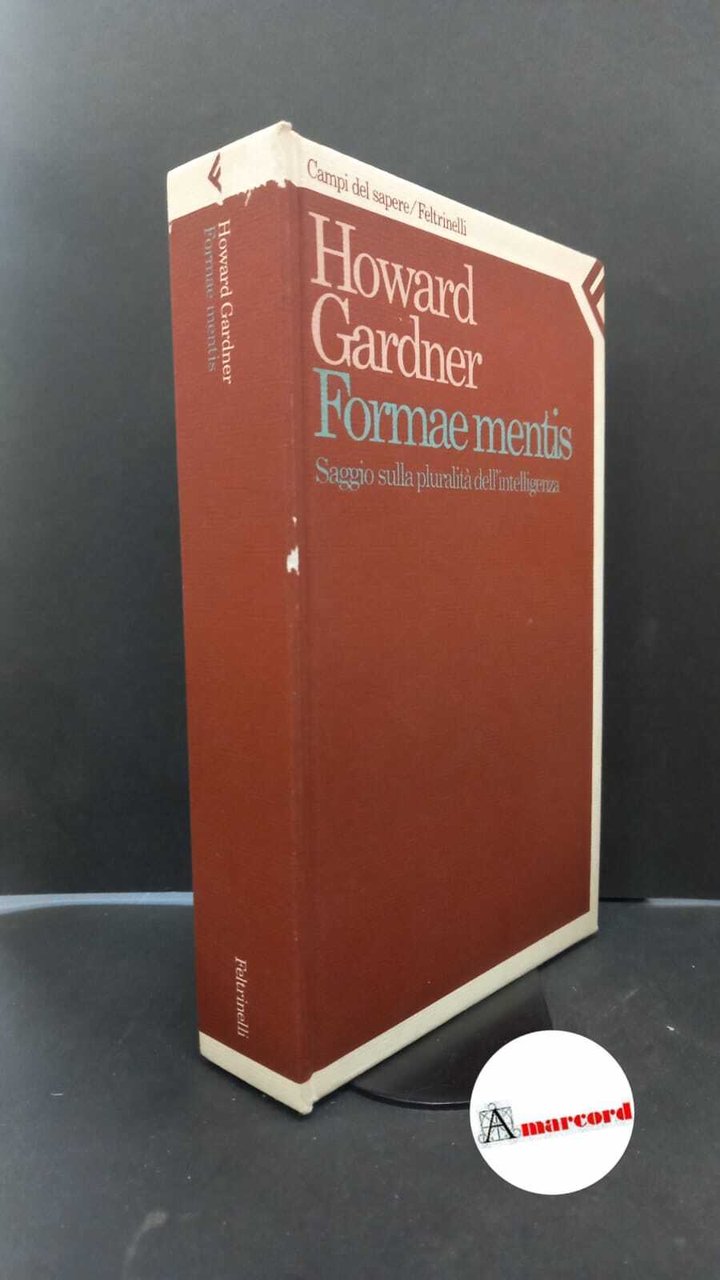 Campi del sapere/Feltrinelli
Howard
Gardner
Formae mentis
Saggio sulla pluralità dell'intelligenza
Howard Gardner
Formae mentis
Feltrinelli
Amarcord